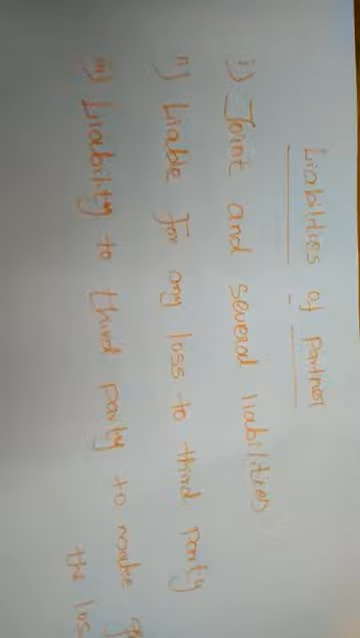 Liabilities of partner
i) Joint and several liabilities
ii) Liable for any loss to third party
iii) Liability to third party to make
the